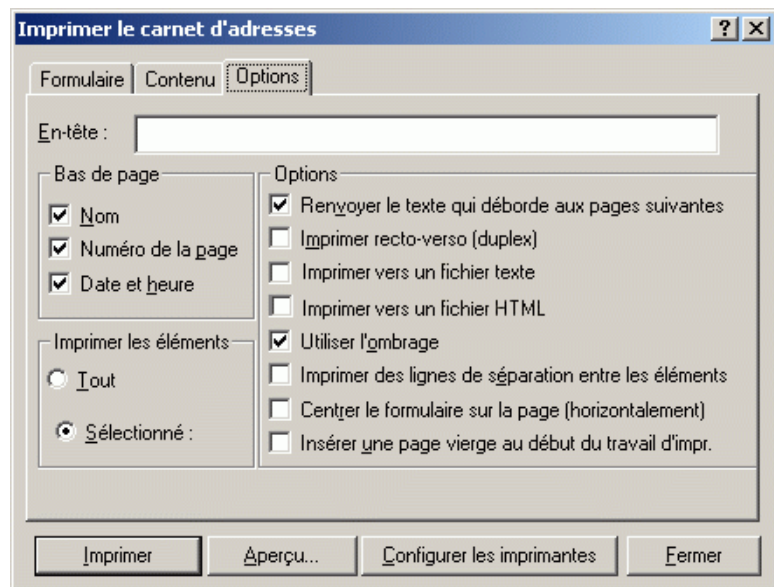 Imprimer le carnet d'adresses
Formulaire Contenu Options
En-tête :
Bas de page
Nom
Numéro de la page
Date et heure
Imprimer les éléments
Tout
Sélectionné :
Options
Renvoyer le texte qui déborde aux pages suivantes
Imprimer recto-verso (duplex)
Imprimer vers un fichier texte
Imprimer vers un fichier HTML
Utiliser l'ombrage
Imprimer des lignes de séparation entre les éléments
Centrer le formulaire sur la page (horizontalement)
Insérer une page vierge au début du travail d'impr.
Imprimer Aperçu... Configurer les imprimantes Fermer